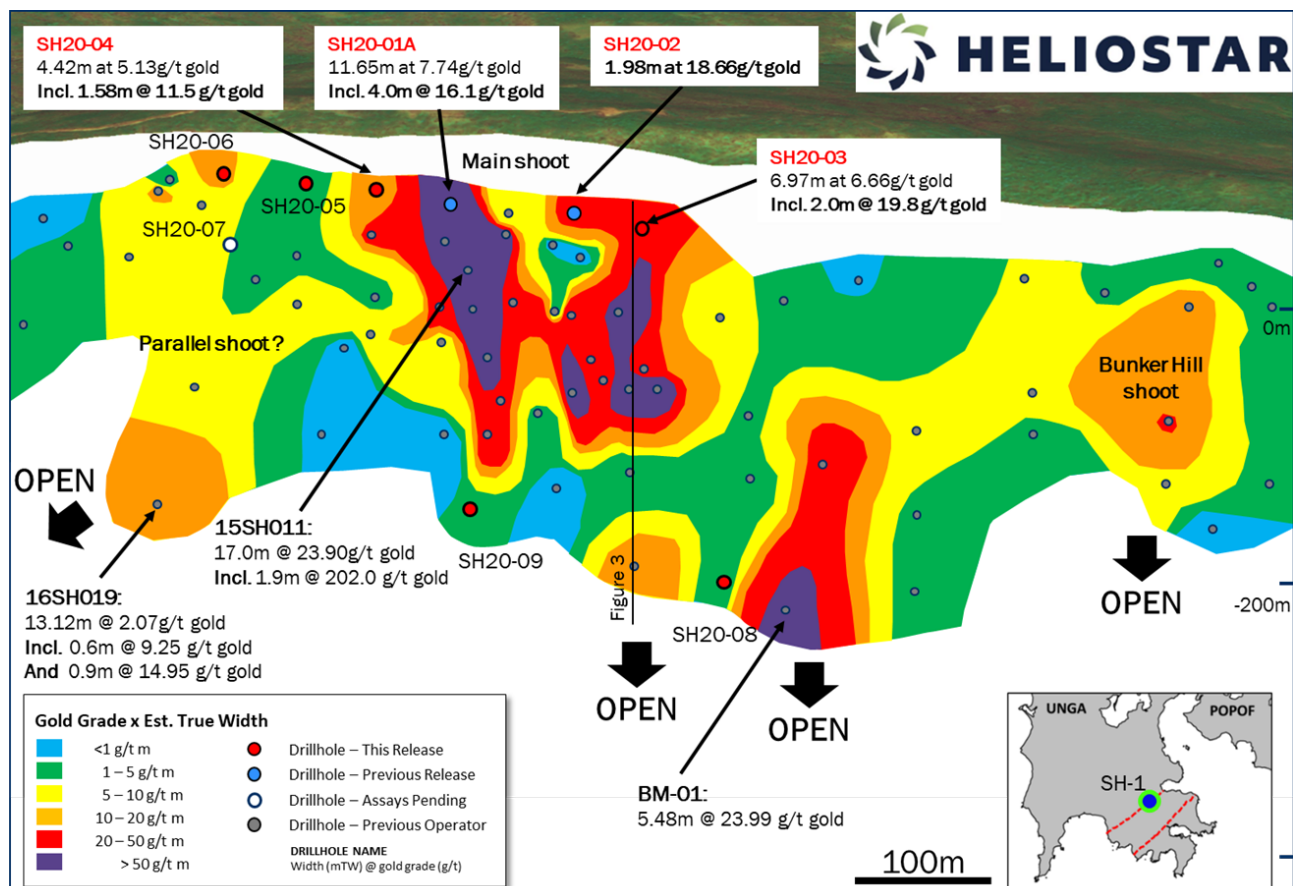 HELIOSTAR
SH20-04
4.42m at 5.13g/t gold
Incl. 1.58m @ 11.5 g/t gold
SH20-01A
11.65m at 7.74g/t gold
Incl. 4.0m @ 16.1g/t gold
SH20-02
1.98m at 18.66g/t gold
SH20-03
6.97m at 6.66g/t gold
Incl. 2.0m @ 19.8g/t gold
SH20-06
Main shoot
SH20-05
SH20-07
0m
Parallel shoot?
Bunker Hill
shoot
OPEN
15SH011:
17.0m @ 23.90g/t gold
Incl. 1.9m @ 202.0 g/t gold
SH20-09
Figure 3
SH20-08
-200m
16SH019:
13.12m @ 2.07g/t gold
Incl. 0.6m @ 9.25 g/t gold
And 0.9m @ 14.95 g/t gold
OPEN
OPEN
OPEN
BM-01:
5.48m @ 23.99 g/t gold
Gold Grade x Est. True Width
<1 g/t m
1 – 5 g/t m
5 – 10 g/t m
10 – 20 g/t m
20 – 50 g/t m
> 50 g/t m
Drillhole – This Release
Drillhole – Previous Release
Drillhole – Assays Pending
Drillhole – Previous Operator
DRILLHOLE NAME
Width (mTW) @ gold grade (g/t)
100m
UNGA
POPOF
SH-1